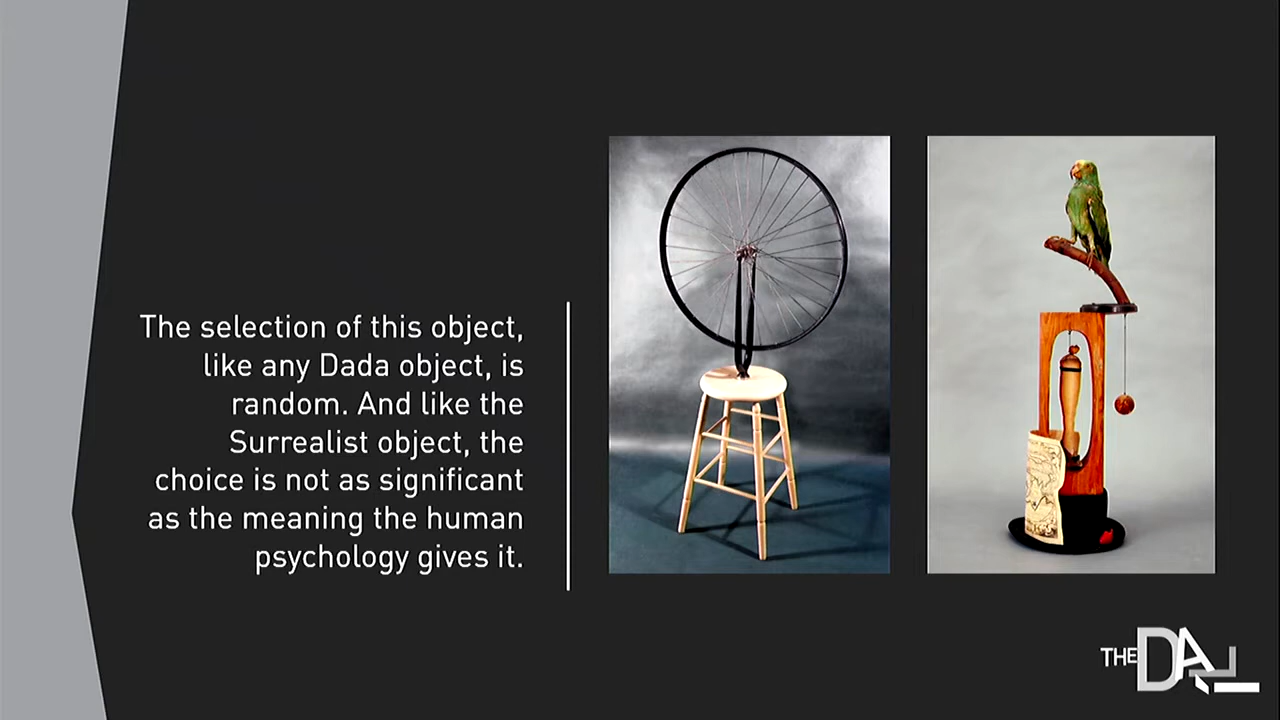 The selection of this object,
like any Dada object, is
random. And like the
Surrealist object, the
choice is not as significant
as the meaning the human
psychology gives it.
THE DALI